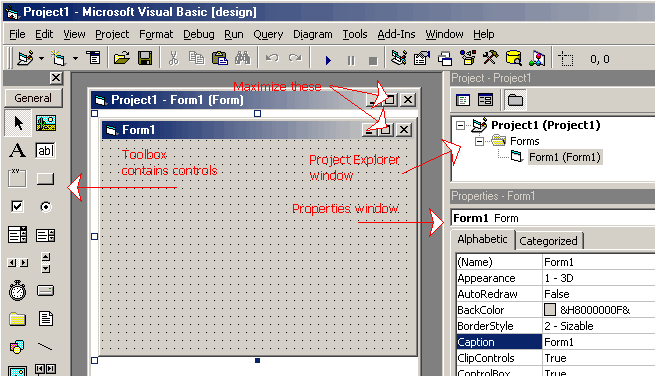 Project1 - Microsoft Visual Basic [design]
File Edit View Project Format Debug Run Query Diagram Tools Add-Ins Window Help
0, 0
General
A
ab
xy
Project1 - Form1 (Form)
Maximize these
Form1
Toolbox
contains controls
Project Explorer
window
Properties window
Project - Project1
Project1 (Project1)
Forms
Form1 (Form1)
Properties - Form1
Form1 Form
Alphabetic Categorized
(Name) Form1
Appearance 1 - 3D
AutoRedraw False
BackColor &H8000000F&
BorderStyle 2 - Sizable
Caption Form1
ClipControls True
ControlBox True